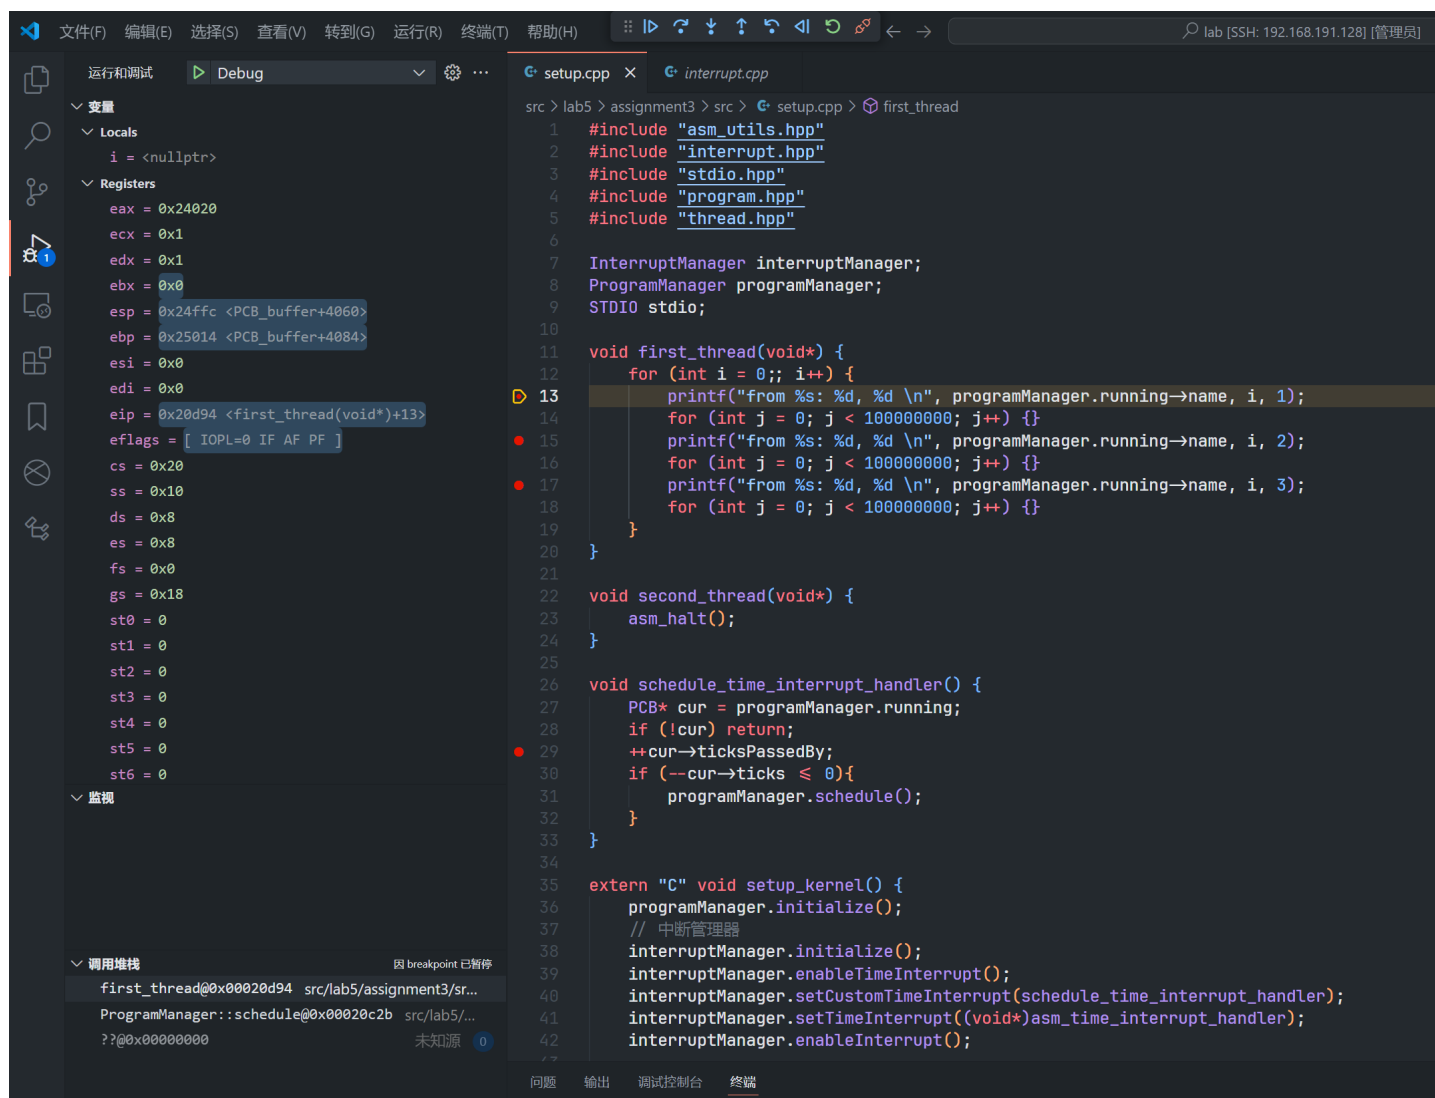 文件(F) 编辑(E) 选择(S) 查看(V) 转到(G) 运行(R) 终端(T) 帮助(H)
lab [SSH: 192.168.191.128] [管理员]
运行和调试 Debug
变量
Locals
i = <nullptr>
Registers
eax = 0x24020
ecx = 0x1
edx = 0x1
ebx = 0x0
esp = 0x24ffc <PCB_buffer+4060>
ebp = 0x25014 <PCB_buffer+4084>
esi = 0x0
edi = 0x0
eip = 0x20d94 <first_thread(void*)+13>
eflags = [ IOPL=0 IF AF PF ]
cs = 0x20
ss = 0x10
ds = 0x8
es = 0x8
fs = 0x0
gs = 0x18
st0 = 0
st1 = 0
st2 = 0
st3 = 0
st4 = 0
st5 = 0
st6 = 0
监视
调用堆栈 因 breakpoint 已暂停
first_thread@0x00020d94 src/lab5/assignment3/sr...
ProgramManager::schedule@0x00020c2b src/lab5/...
??@0x00000000 未知源 0
1
setup.cpp interrupt.cpp
src > lab5 > assignment3 > src > setup.cpp > first_thread
1 #include "asm_utils.hpp"
2 #include "interrupt.hpp"
3 #include "stdio.hpp"
4 #include "program.hpp"
5 #include "thread.hpp"
6
7 InterruptManager interruptManager;
8 ProgramManager programManager;
9 STDIO stdio;
10
11 void first_thread(void*) {
12 for (int i = 0;; i++) {
13 printf("from %s: %d, %d \n", programManager.running->name, i, 1);
14 for (int j = 0; j < 100000000; j++) {}
15 printf("from %s: %d, %d \n", programManager.running->name, i, 2);
16 for (int j = 0; j < 100000000; j++) {}
17 printf("from %s: %d, %d \n", programManager.running->name, i, 3);
18 for (int j = 0; j < 100000000; j++) {}
19 }
20 }
21
22 void second_thread(void*) {
23 asm_halt();
24 }
25
26 void schedule_time_interrupt_handler() {
27 PCB* cur = programManager.running;
28 if (!cur) return;
29 ++cur->ticksPassedBy;
30 if (--cur->ticks <= 0){
31 programManager.schedule();
32 }
33 }
34
35 extern "C" void setup_kernel() {
36 programManager.initialize();
37 // 中断管理器
38 interruptManager.initialize();
39 interruptManager.enableTimeInterrupt();
40 interruptManager.setCustomTimeInterrupt(schedule_time_interrupt_handler);
41 interruptManager.setTimeInterrupt((void*)asm_time_interrupt_handler);
42 interruptManager.enableInterrupt();
问题 输出 调试控制台 终端